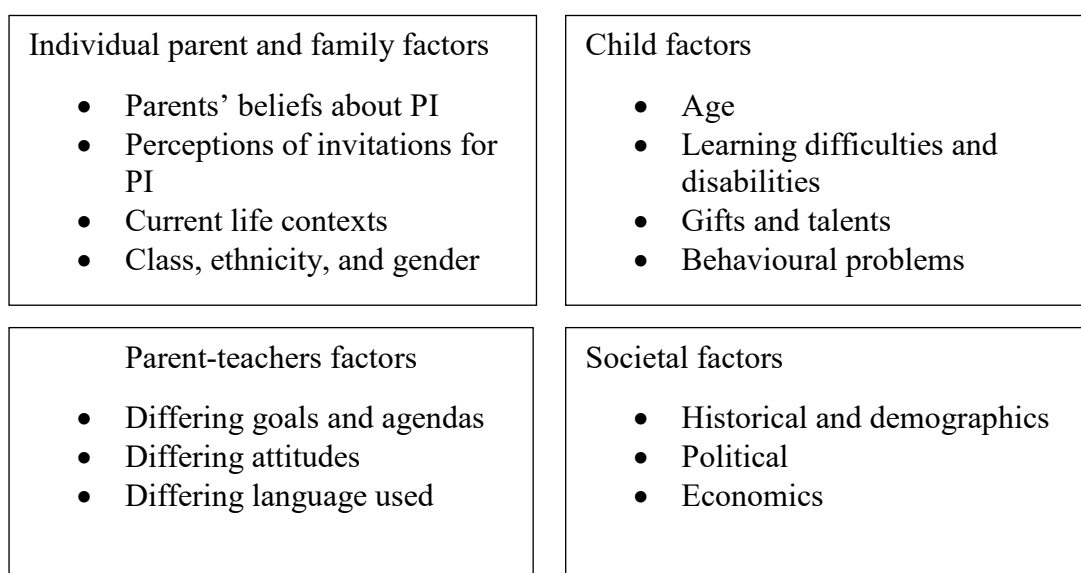 Individual parent and family factors
• Parents’ beliefs about PI
• Perceptions of invitations for
PI
• Current life contexts
• Class, ethnicity, and gender
Child factors
• Age
• Learning difficulties and
disabilities
• Gifts and talents
• Behavioural problems
Parent-teachers factors
• Differing goals and agendas
• Differing attitudes
• Differing language used
Societal factors
• Historical and demographics
• Political
• Economics